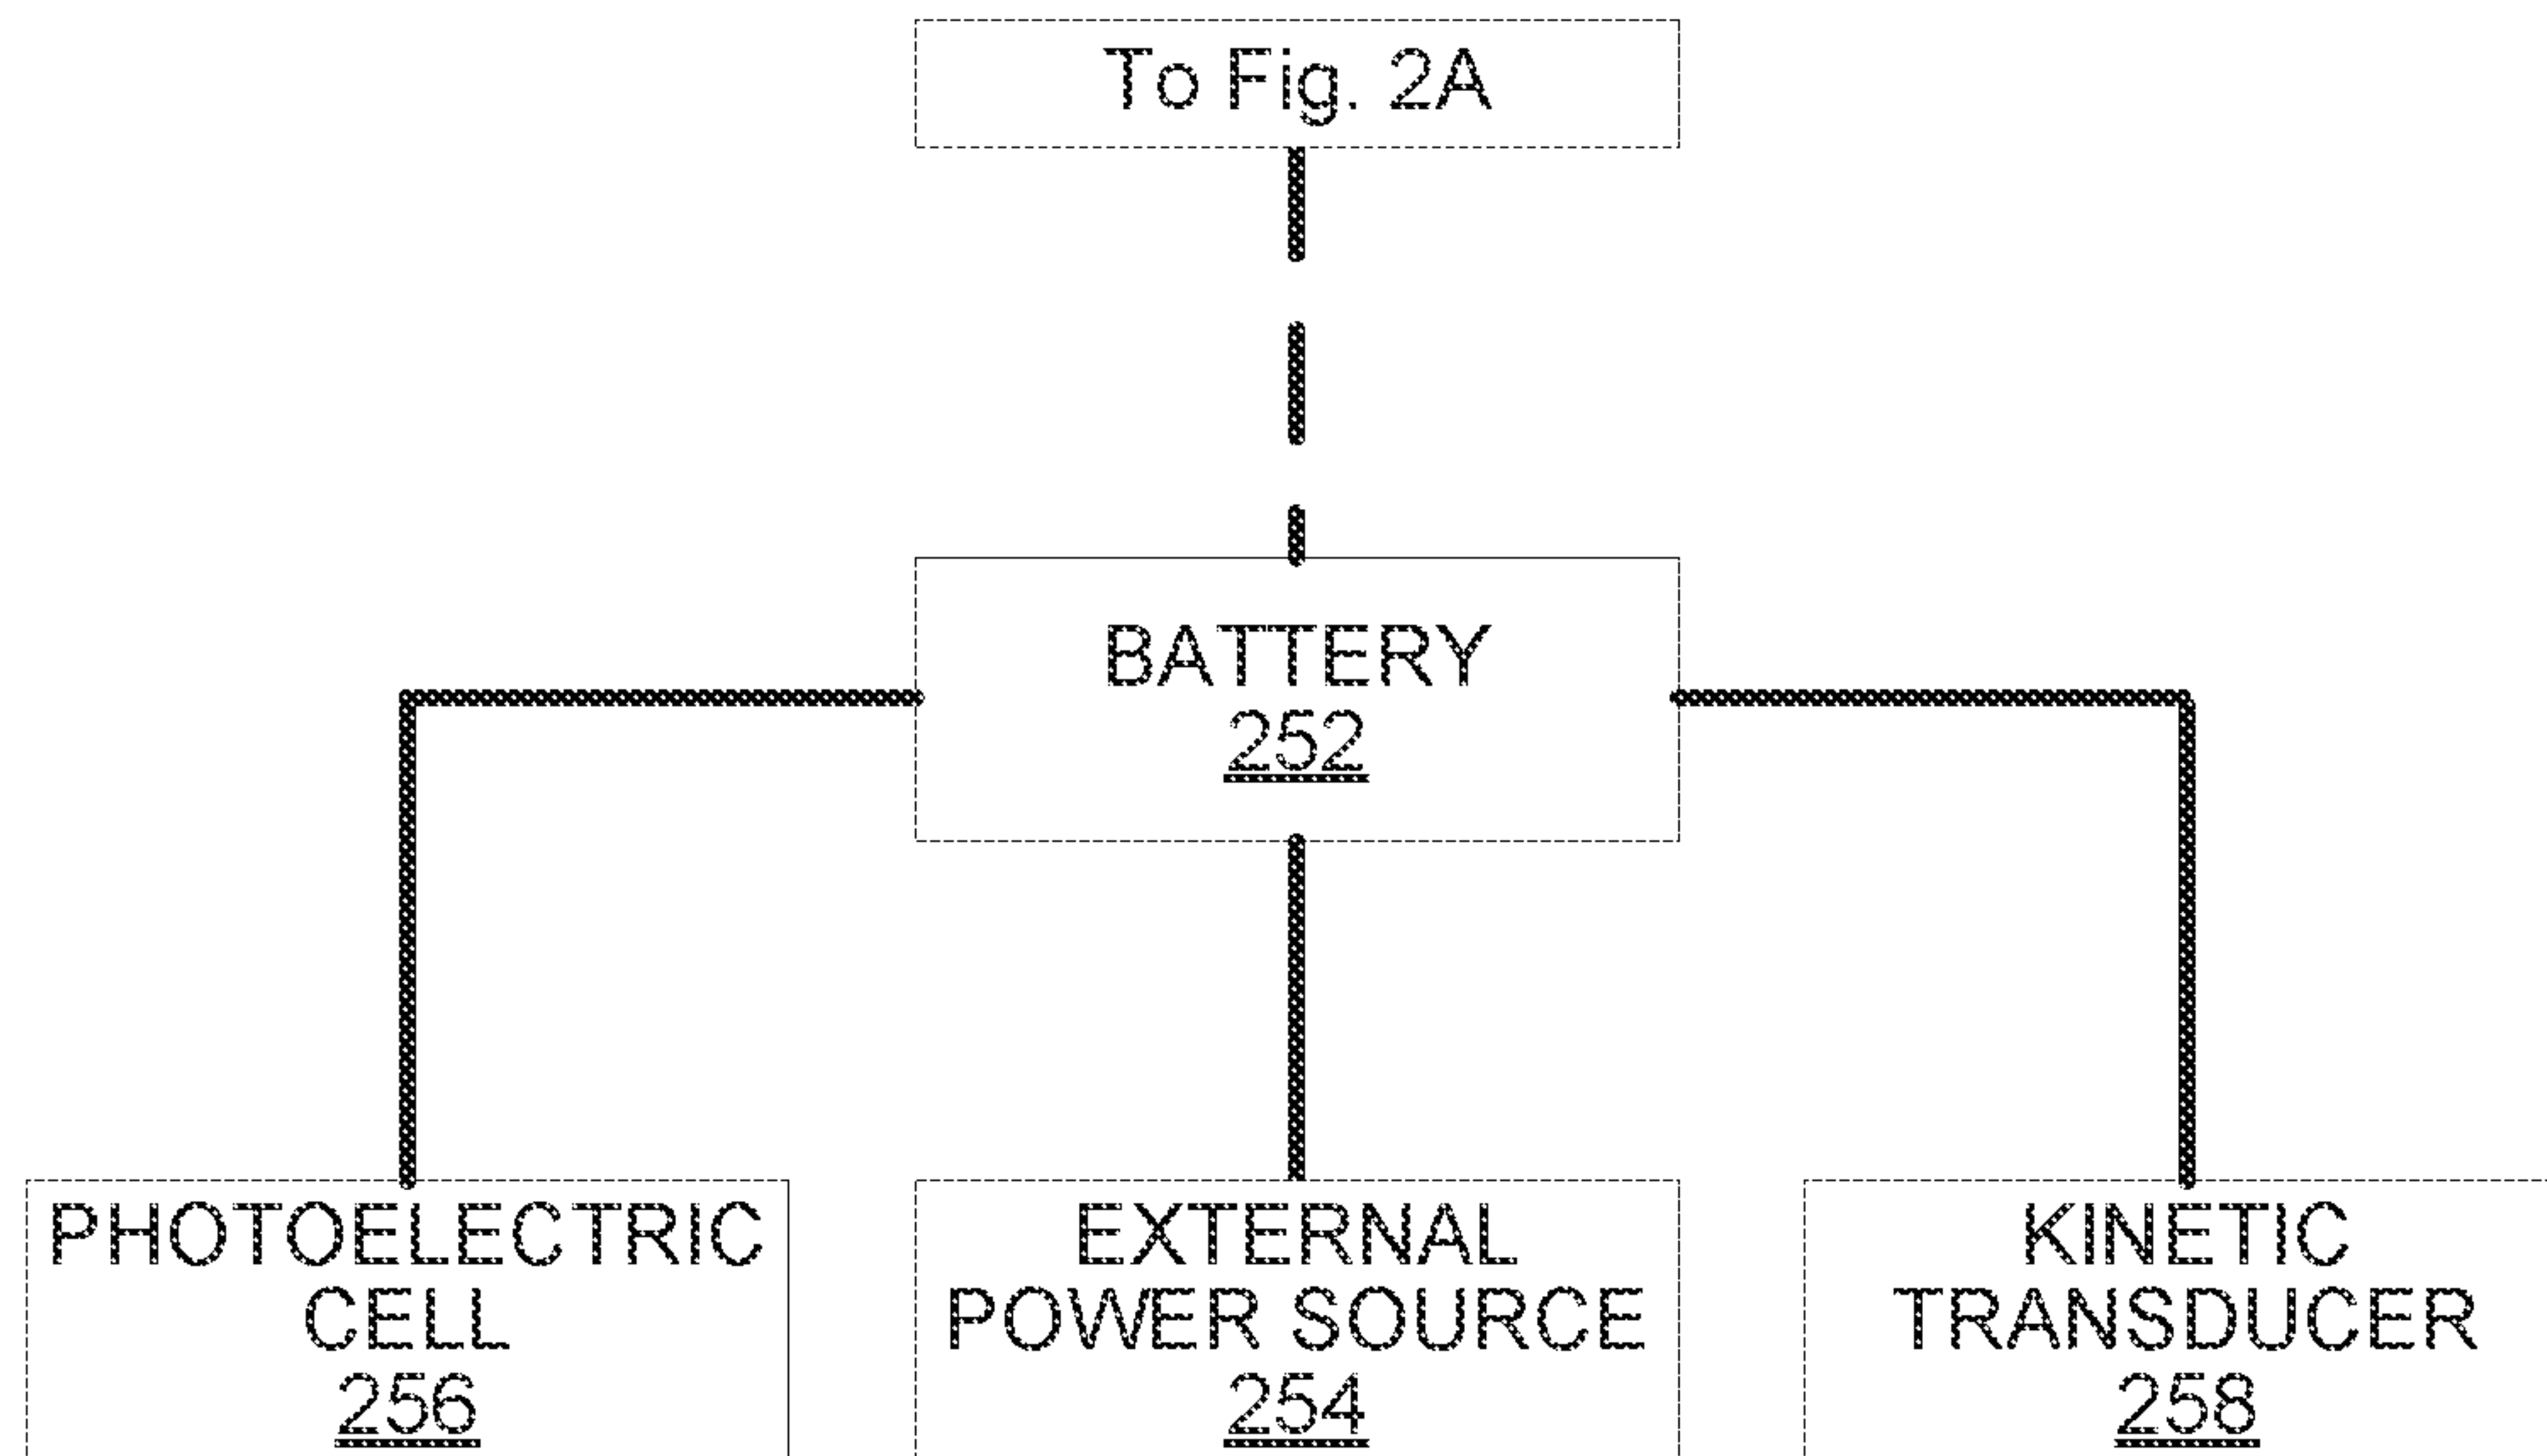 To Fig. 2A
BATTERY
252
PHOTOELECTRIC
CELL
256
EXTERNAL
POWER SOURCE
254
KINETIC
TRANSDUCER
258